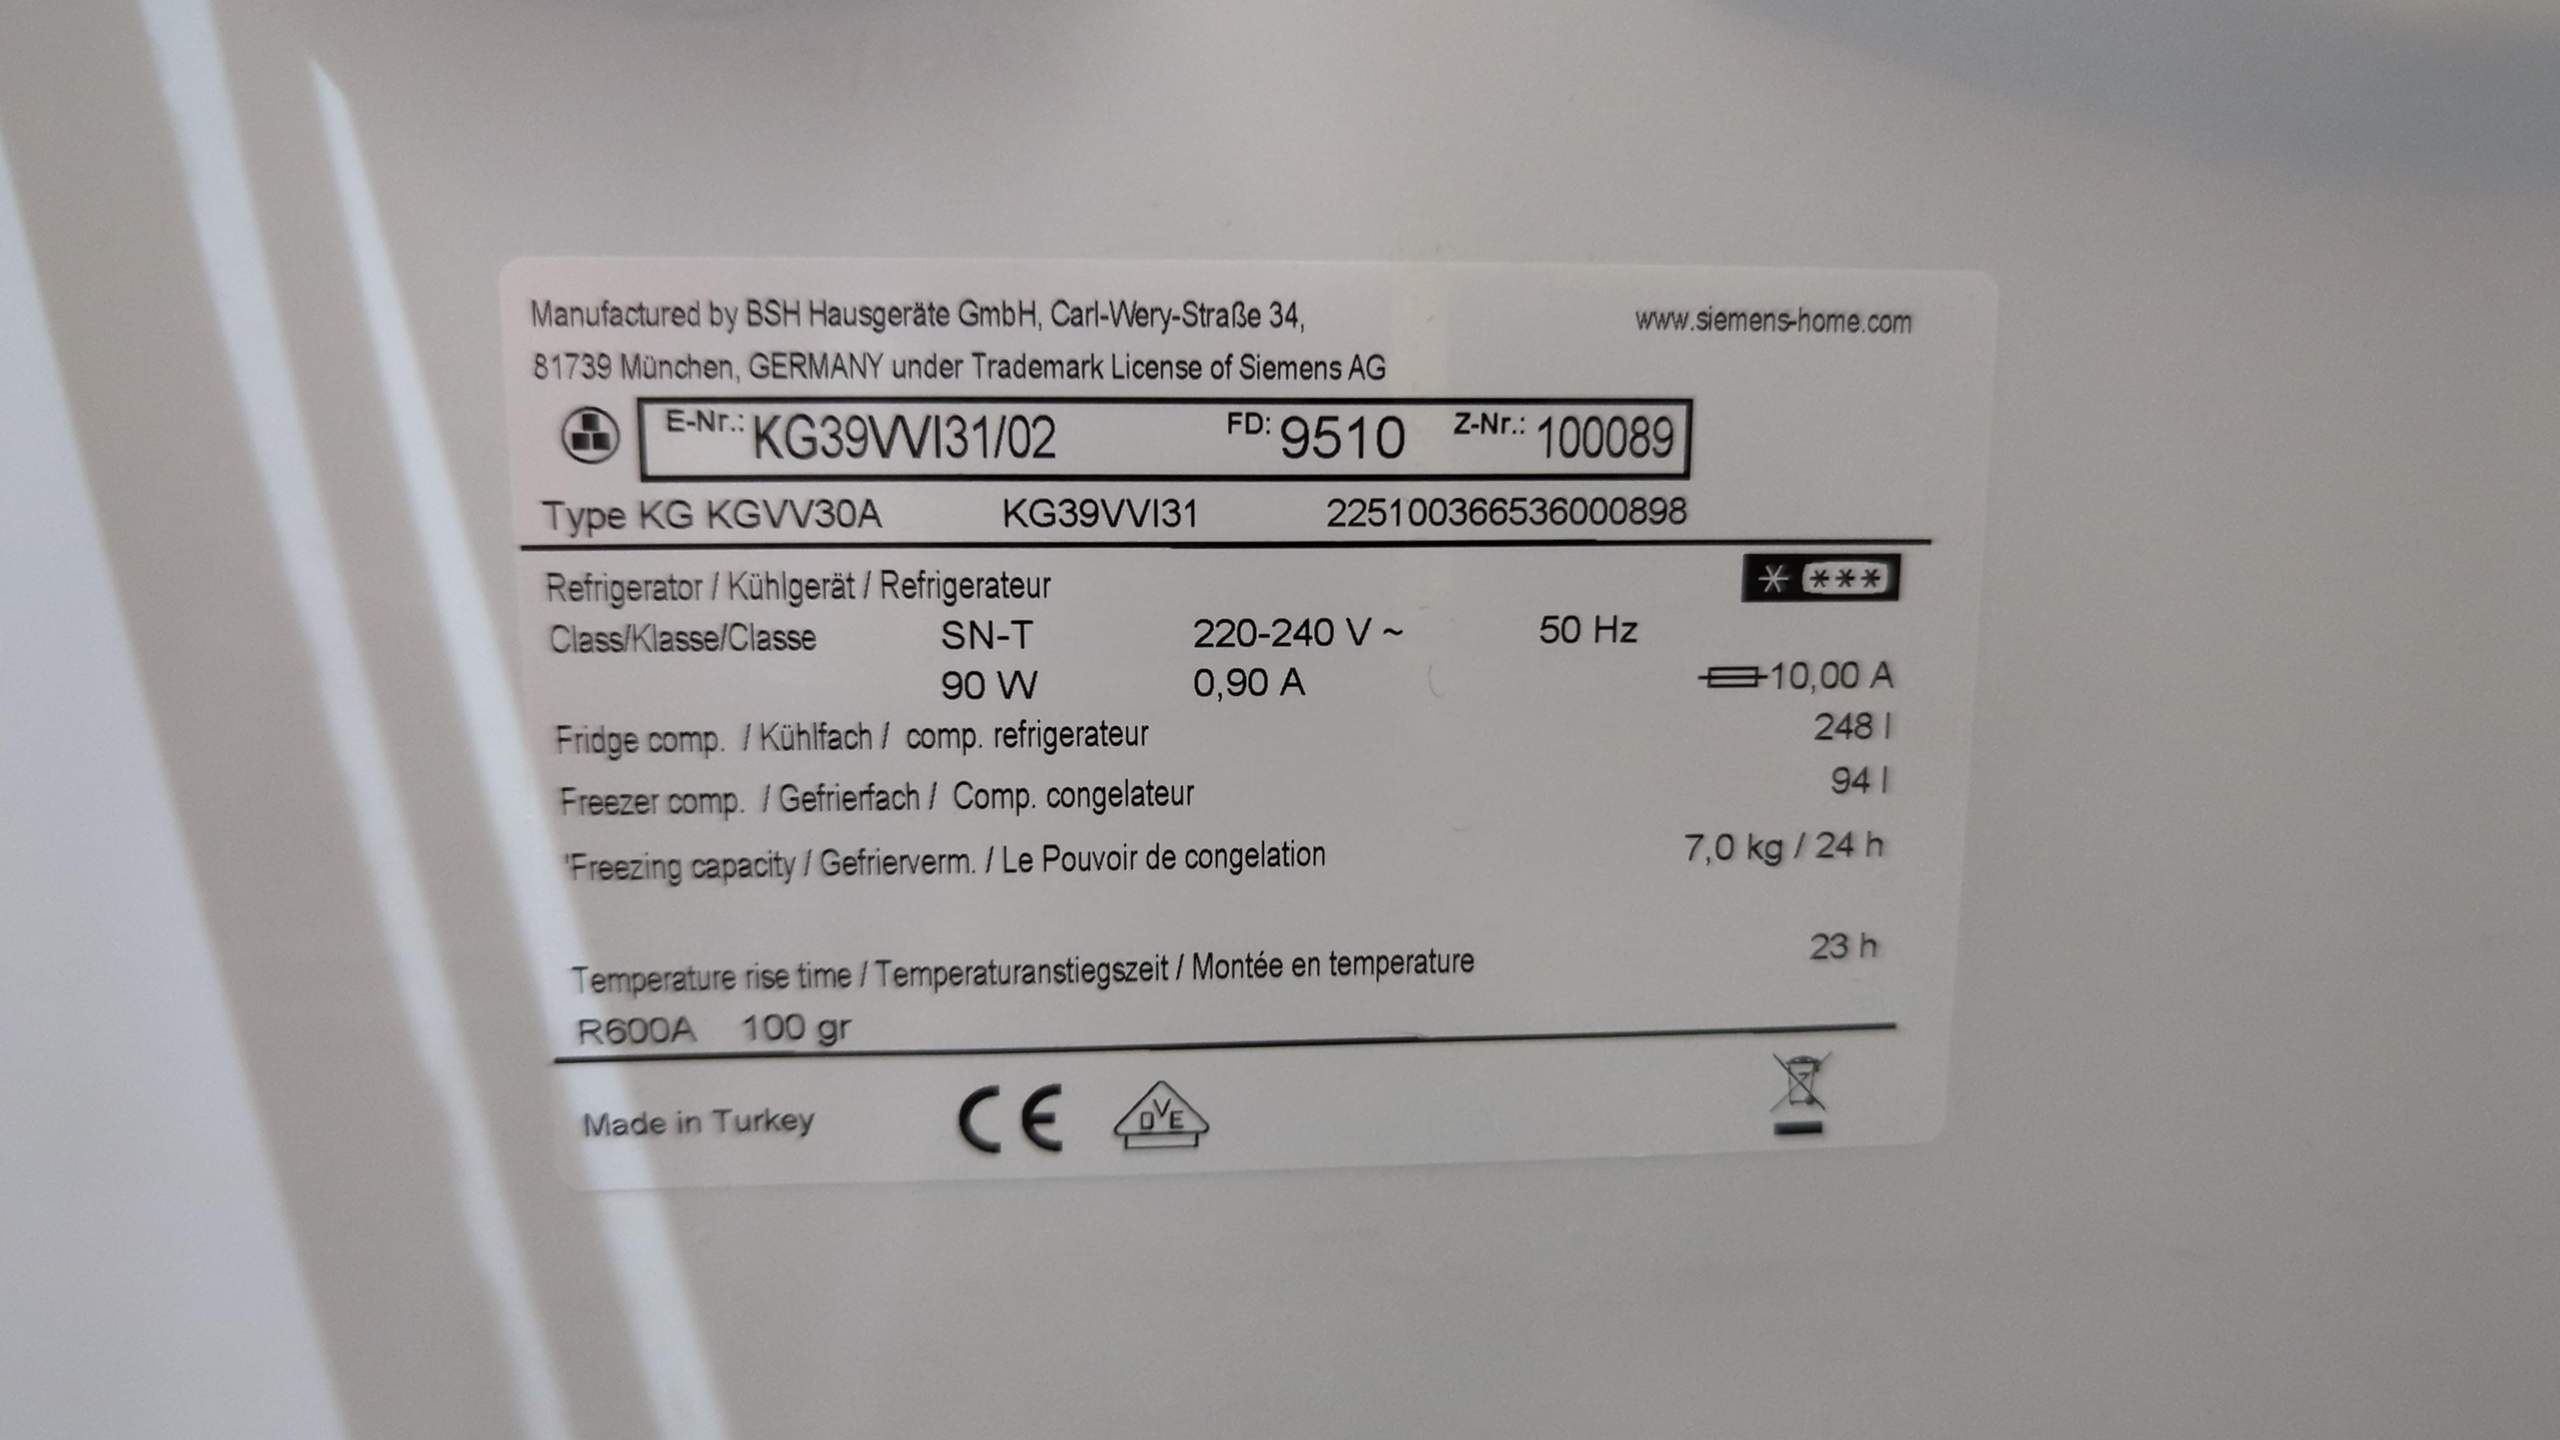 Manufactured by BSH Hausgeräte GmbH, Carl-Wery-Straße 34,
www.siemens-home.com
81739 München, GERMANY under Trademark License of Siemens AG
E-Nr.: KG39VVI31/02 FD: 9510 Z-Nr.: 100089
Type KG KGVV30A KG39VVI31 225100366536000898
Refrigerator / Kühlgerät / Refrigerateur * ***
Class/Klasse/Classe SN-T 220-240 V ~ 50 Hz
90 W 0,90 A 10,00 A
Fridge comp. / Kühlfach / comp. refrigerateur 248 l
Freezer comp. / Gefrierfach / Comp. congelateur 94 l
'Freezing capacity / Gefrierverm. / Le Pouvoir de congelation 7,0 kg / 24 h
Temperature rise time / Temperaturanstiegszeit / Montée en temperature 23 h
R600A 100 gr
Made in Turkey CE DVE